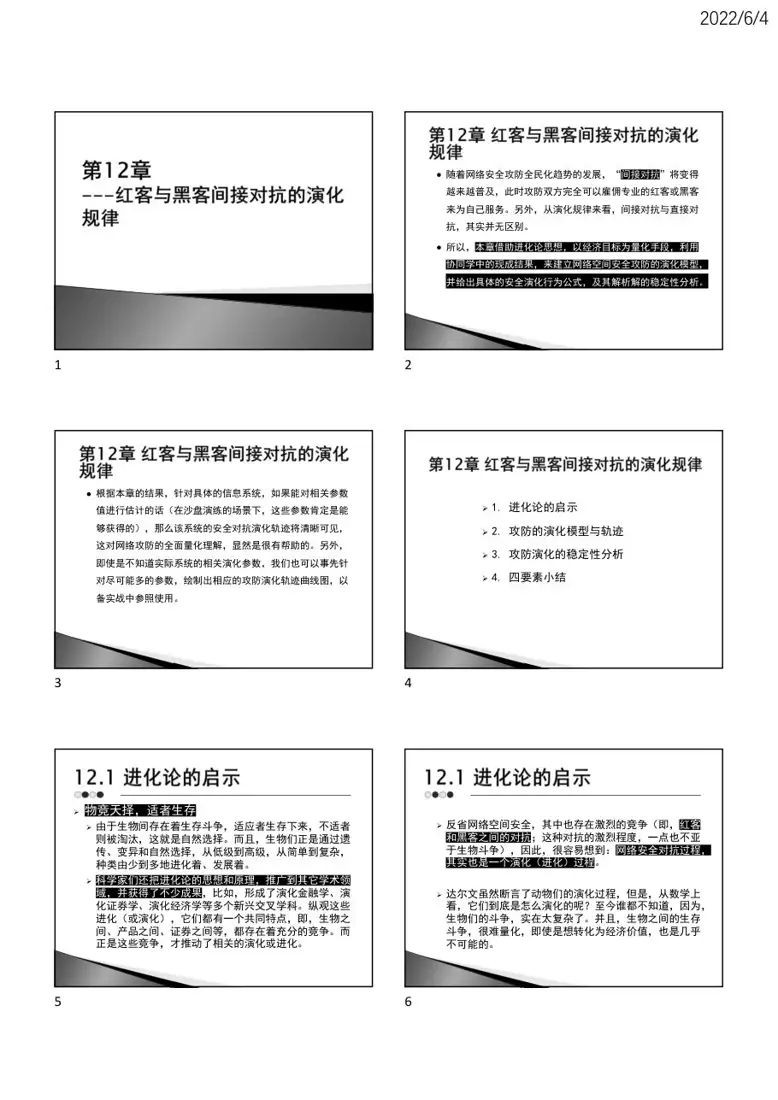 2022/6/4
第12章
---红客与黑客间接对抗的演化
规律
1
第12章 红客与黑客间接对抗的演化
规律
● 随着网络安全攻防全民化趋势的发展，“间接对抗”将变得
越来越普及，此时攻防双方完全可以雇佣专业的红客或黑客
来为自己服务。另外，从演化规律来看，间接对抗与直接对
抗，其实并无区别。
● 所以，本章借助进化论思想，以经济目标为量化手段，利用
协同学中的现成结果，来建立网络空间安全攻防的演化模型，
并给出具体的安全演化行为公式，及其解析解的稳定性分析。
2
第12章 红客与黑客间接对抗的演化
规律
● 根据本章的结果，针对具体的信息系统，如果能对相关参数
值进行估计的话（在沙盘演练的场景下，这些参数肯定是能
够获得的），那么该系统的安全对抗演化轨迹将清晰可见，
这对网络攻防的全面量化理解，显然是很有帮助的。另外，
即使是不知道实际系统的相关演化参数，我们也可以事先针
对尽可能多的参数，绘制出相应的攻防演化轨迹曲线图，以
备实战中参照使用。
3
第12章 红客与黑客间接对抗的演化规律
➢ 1. 进化论的启示
➢ 2. 攻防的演化模型与轨迹
➢ 3. 攻防演化的稳定性分析
➢ 4. 四要素小结
4
12.1 进化论的启示
➢ 物竞天择，适者生存
➢ 由于生物间存在着生存斗争，适应者生存下来，不适者
则被淘汰，这就是自然选择。而且，生物们正是通过遗
传、变异和自然选择，从低级到高级，从简单到复杂，
种类由少到多地进化着、发展着。
➢ 科学家们还把进化论的思想和原理，推广到其它学术领
域，并获得了不少成果，比如，形成了演化金融学、演
化证券学、演化经济学等多个新兴交叉学科。纵观这些
进化（或演化），它们都有一个共同特点，即，生物之
间、产品之间、证券之间等，都存在着充分的竞争。而
正是这些竞争，才推动了相关的演化或进化。
5
12.1 进化论的启示
➢ 反省网络空间安全，其中也存在激烈的竞争（即，红客
和黑客之间的对抗；这种对抗的激烈程度，一点也不亚
于生物斗争），因此，很容易想到：网络安全对抗过程，
其实也是一个演化（进化）过程。
➢ 达尔文虽然断言了动物们的演化过程，但是，从数学上
看，它们到底是怎么演化的呢？至今谁都不知道，因为，
生物们的斗争，实在太复杂了。并且，生物之间的生存
斗争，很难量化，即使是想转化为经济价值，也是几乎
不可能的。
6